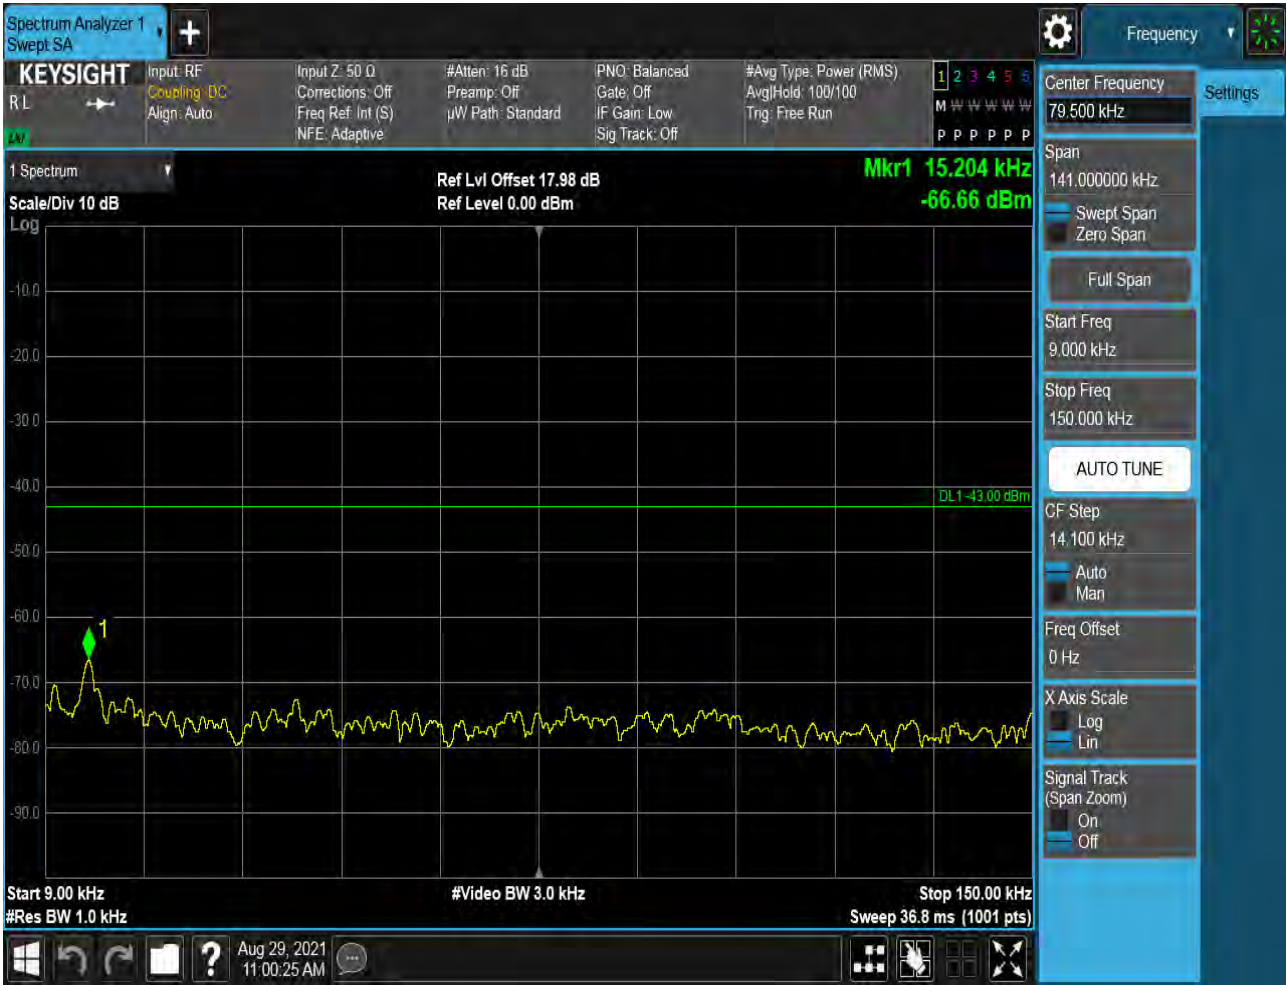 Spectrum Analyzer 1
Swept SA
+
Frequency
KEYSIGHT
R L
LXI
Input: RF
Coupling: DC
Align: Auto
Input Z: 50 Ω
Corrections: Off
Freq Ref: Int (S)
NFE: Adaptive
#Atten: 16 dB
Preamp: Off
µW Path: Standard
PNO: Balanced
Gate: Off
IF Gain: Low
Sig Track: Off
#Avg Type: Power (RMS)
Avg|Hold: 100/100
Trig: Free Run
1 2 3 4 5 6
M W W W W W
P P P P P P
1 Spectrum
Scale/Div 10 dB
Log
Ref Lvl Offset 17.98 dB
Ref Level 0.00 dBm
Mkr1 15.204 kHz
-66.66 dBm
-10.0
-20.0
-30.0
-40.0
DL1 -43.00 dBm
-50.0
-60.0
1
-70.0
-80.0
-90.0
Start 9.00 kHz
#Res BW 1.0 kHz
#Video BW 3.0 kHz
Stop 150.00 kHz
Sweep 36.8 ms (1001 pts)
?
Aug 29, 2021
11:00:25 AM
Center Frequency
79.500 kHz
Settings
Span
141.000000 kHz
Swept Span
Zero Span
Full Span
Start Freq
9.000 kHz
Stop Freq
150.000 kHz
AUTO TUNE
CF Step
14.100 kHz
Auto
Man
Freq Offset
0 Hz
X Axis Scale
Log
Lin
Signal Track
(Span Zoom)
On
Off